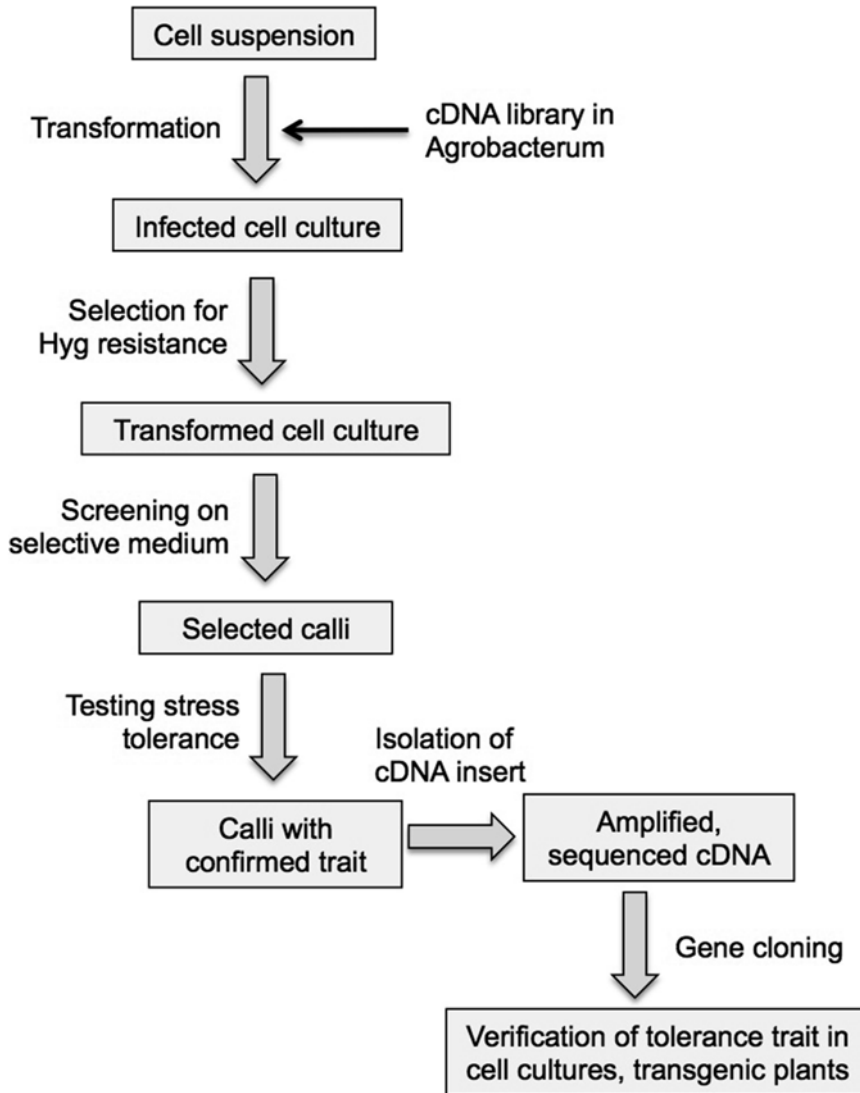 Cell suspension
Transformation
cDNA library in
Agrobacterum
Infected cell culture
Selection for
Hyg resistance
Transformed cell culture
Screening on
selective medium
Selected calli
Testing stress
tolerance
Isolation of
cDNA insert
Calli with
confirmed trait
Amplified,
sequenced cDNA
Gene cloning
Verification of tolerance trait in
cell cultures, transgenic plants